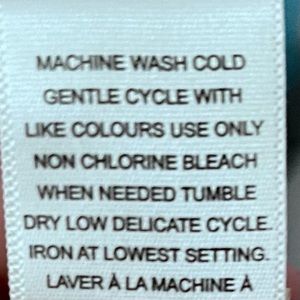 MACHINE WASH COLD
GENTLE CYCLE WITH
LIKE COLOURS USE ONLY
NON CHLORINE BLEACH
WHEN NEEDED TUMBLE
DRY LOW DELICATE CYCLE.
IRON AT LOWEST SETTING.
LAVER À LA MACHINE À